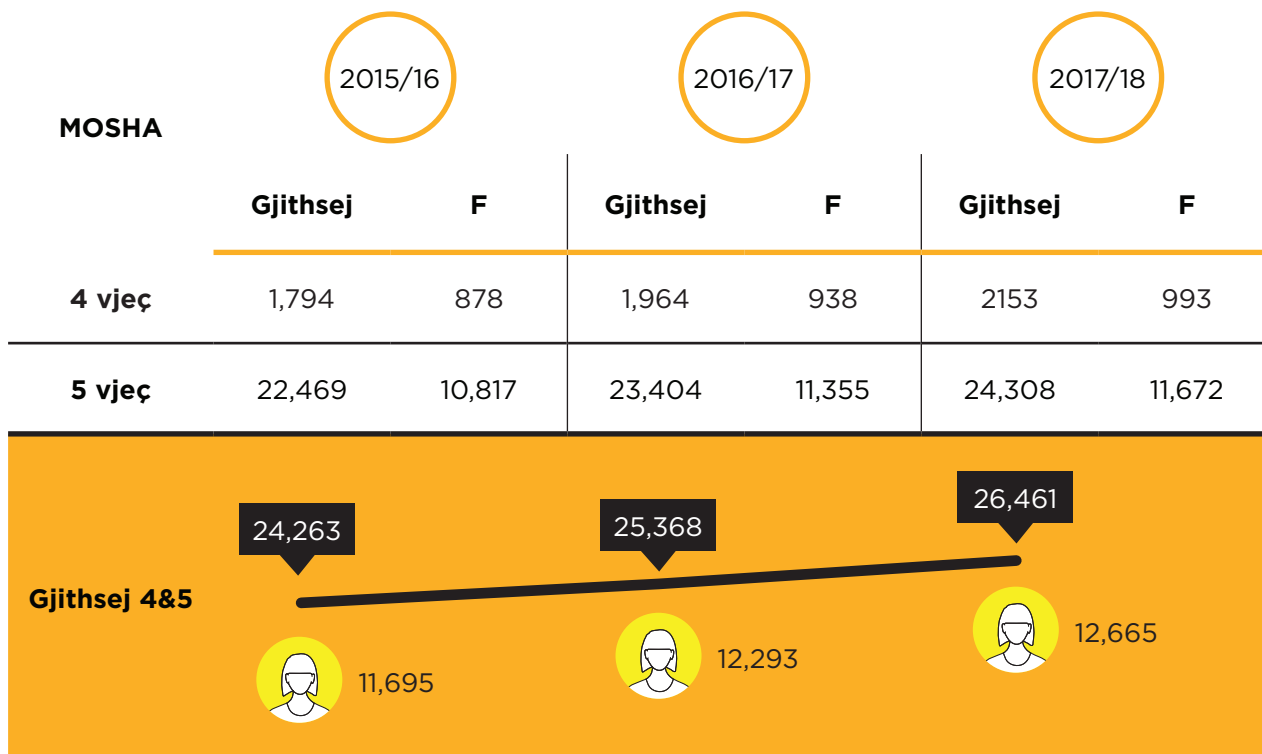 2015/16 2016/17 2017/18
MOSHA
Gjithsej F Gjithsej F Gjithsej F
4 vjeç 1,794 878 1,964 938 2153 993
5 vjeç 22,469 10,817 23,404 11,355 24,308 11,672
26,461
24,263 25,368
Gjithsej 4&5
12,665
12,293
11,695